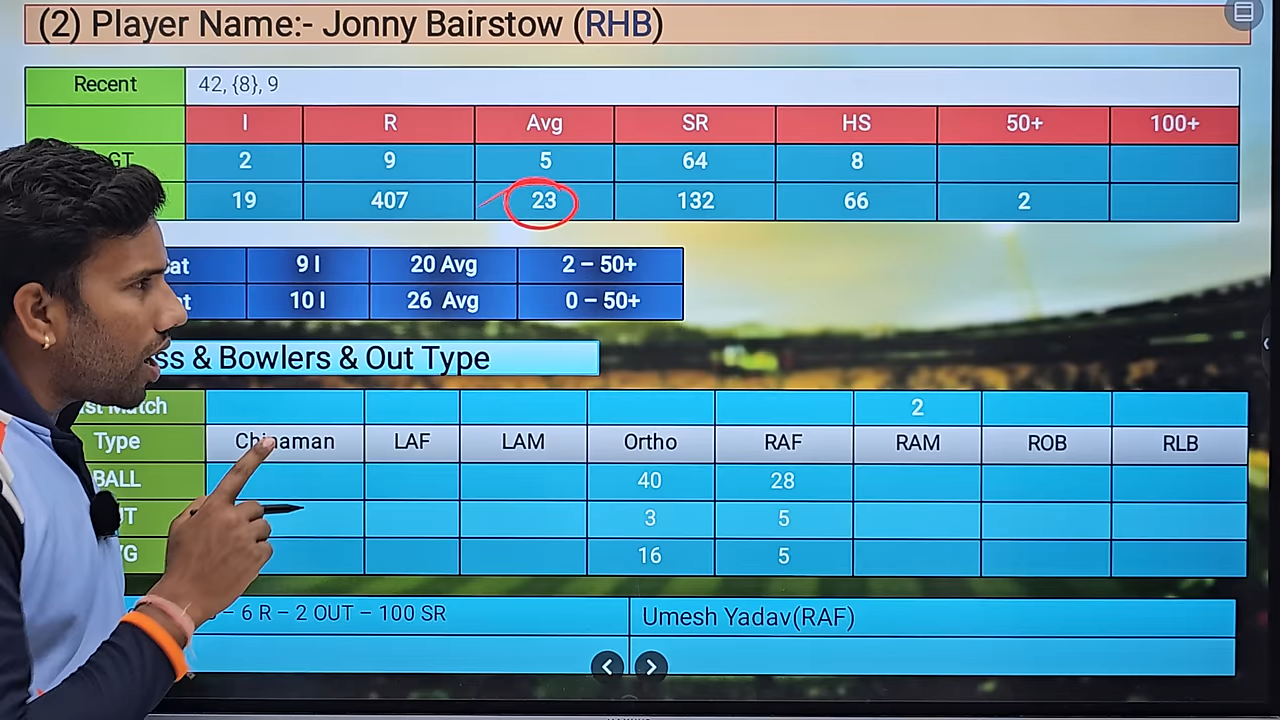 (2) Player Name:- Jonny Bairstow (RHB)
Recent 42, {8}, 9
I R Avg SR HS 50+ 100+
GT 2 9 5 64 8
19 407 23 132 66 2
9 I 20 Avg 2 – 50+
10 I 26 Avg 0 – 50+
& Bowlers & Out Type
Match 2
Type Chinaman LAF LAM Ortho RAF RAM ROB RLB
BALL 40 28
3 5
16 5
– 6 R – 2 OUT – 100 SR Umesh Yadav(RAF)